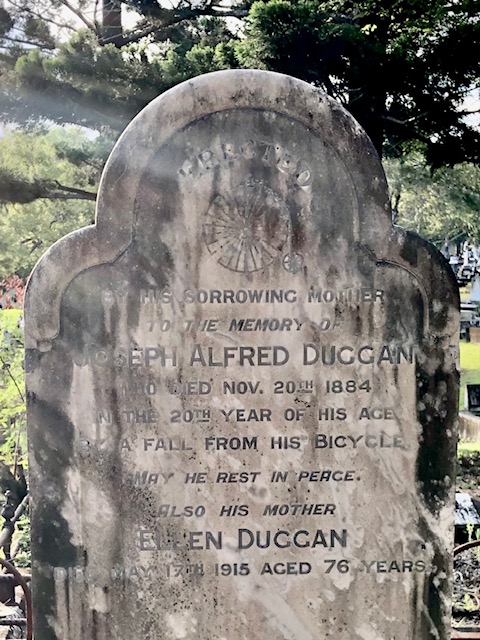 ERECTED
BY HIS SORROWING MOTHER
TO THE MEMORY OF
JOSEPH ALFRED DUGGAN
WHO DIED NOV. 20TH 1884
IN THE 20TH YEAR OF HIS AGE
BY A FALL FROM HIS BICYCLE.
MAY HE REST IN PEACE.
ALSO HIS MOTHER
ELLEN DUGGAN
DIED MAY 17TH 1915 AGED 76 YEARS